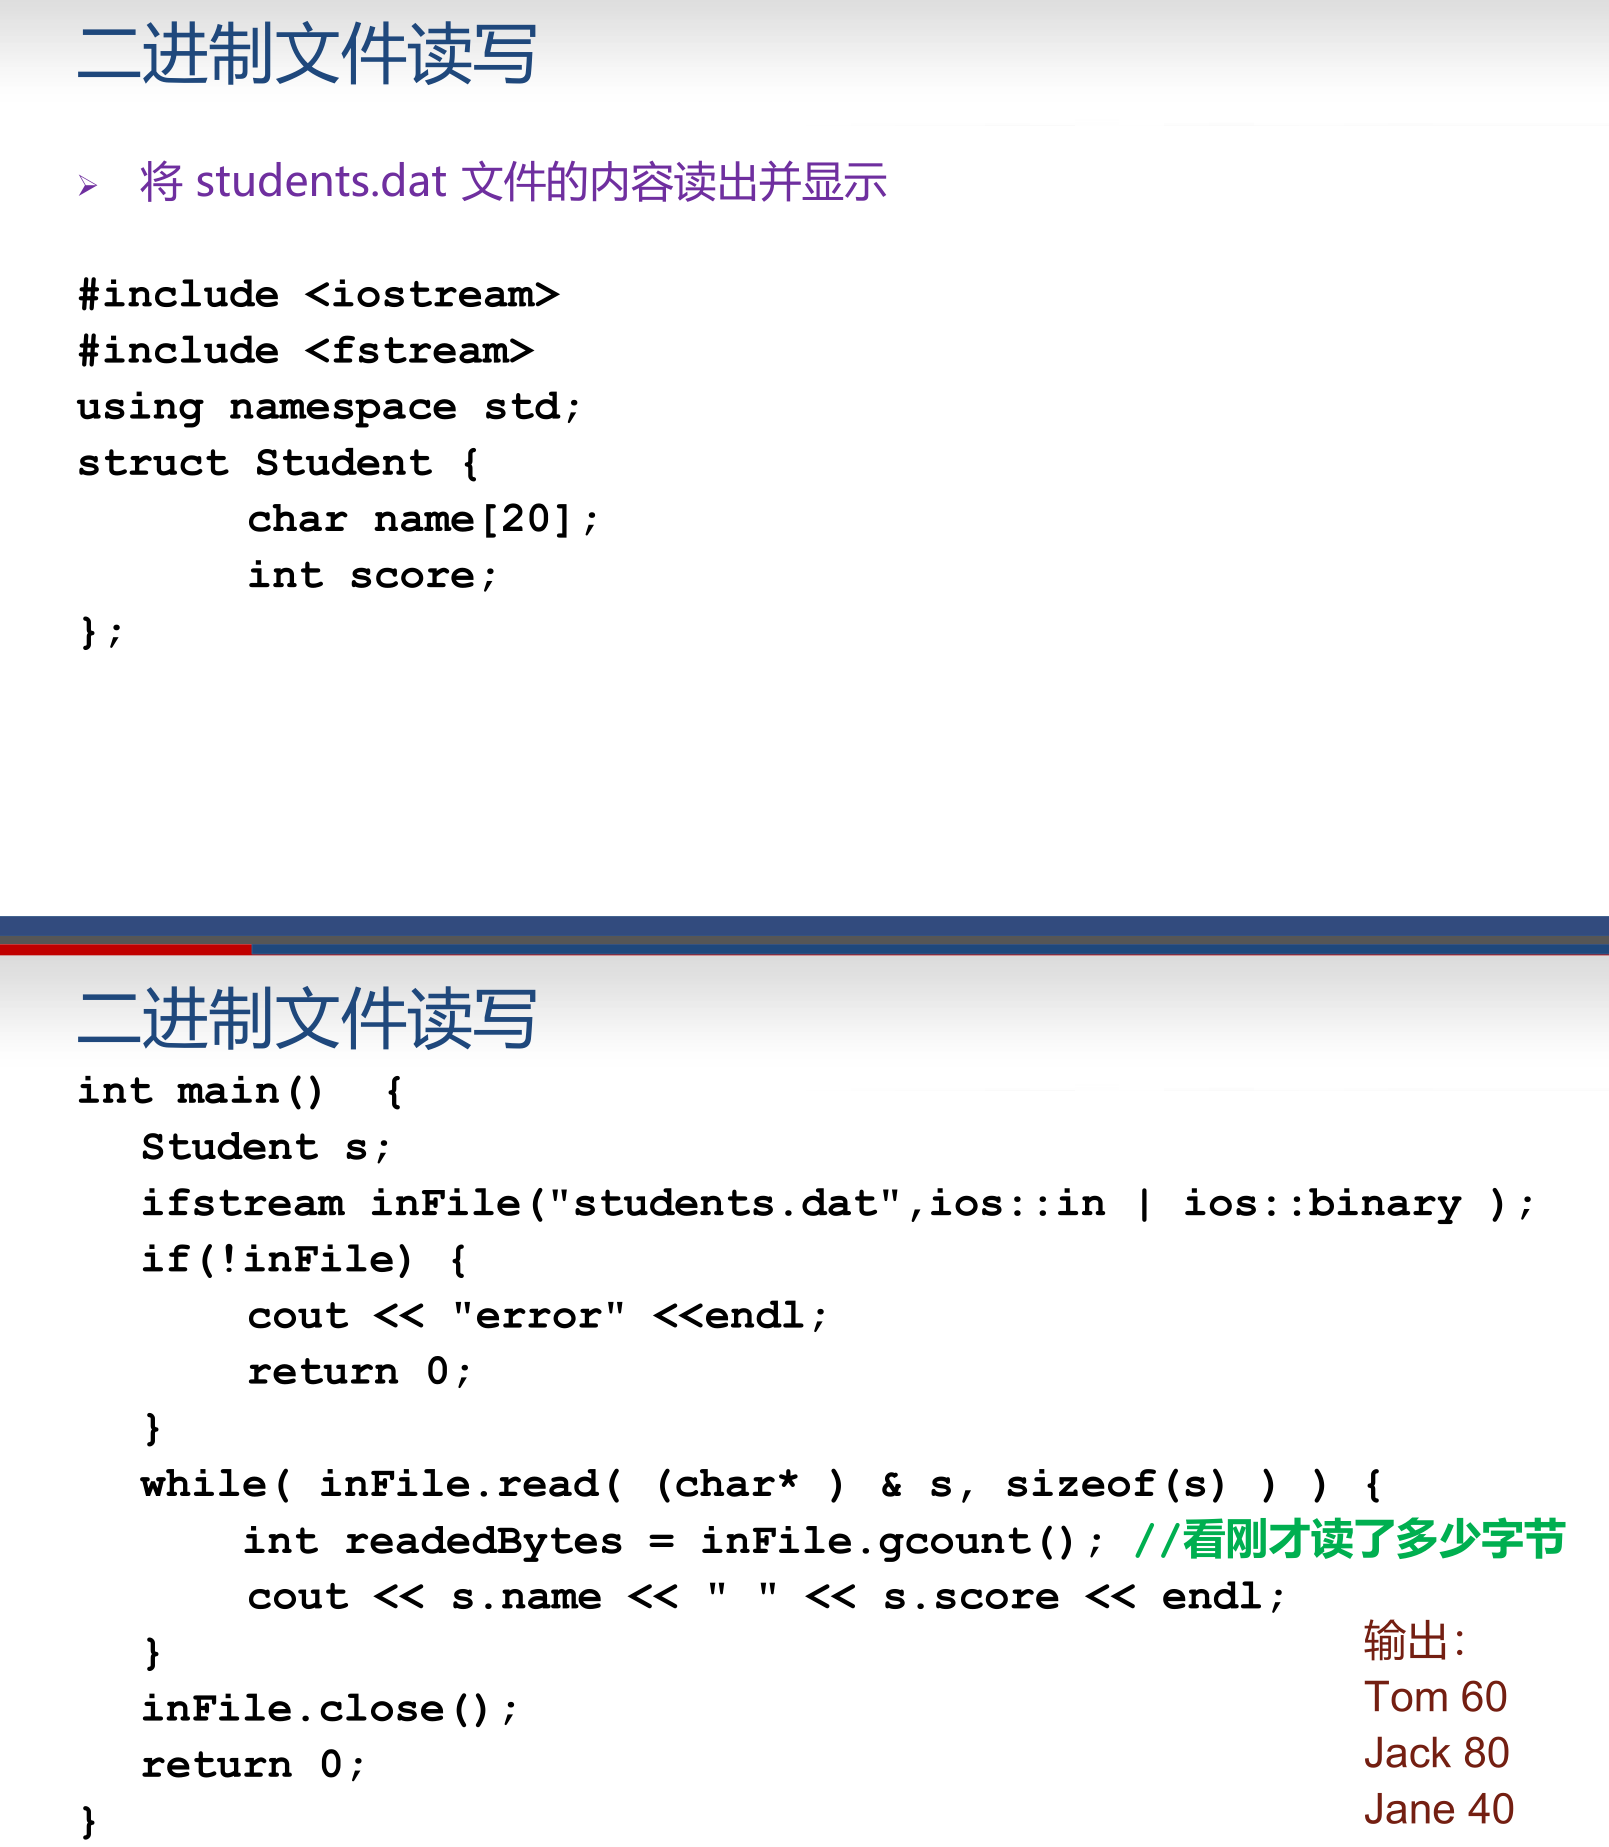 二进制文件读写
将 students.dat 文件的内容读出并显示
#include <iostream>
#include <fstream>
using namespace std;
struct Student {
char name[20];
int score;
};
二进制文件读写
int main()  {
Student s;
ifstream inFile("students.dat",ios::in | ios::binary );
if(!inFile) {
cout << "error" <<endl;
return 0;
}
while( inFile.read( (char* ) & s, sizeof(s) ) ) {
int readedBytes = inFile.gcount(); //看刚才读了多少字节
cout << s.name << " " << s.score << endl;
}
inFile.close();
return 0;
}
输出：
Tom 60
Jack 80
Jane 40